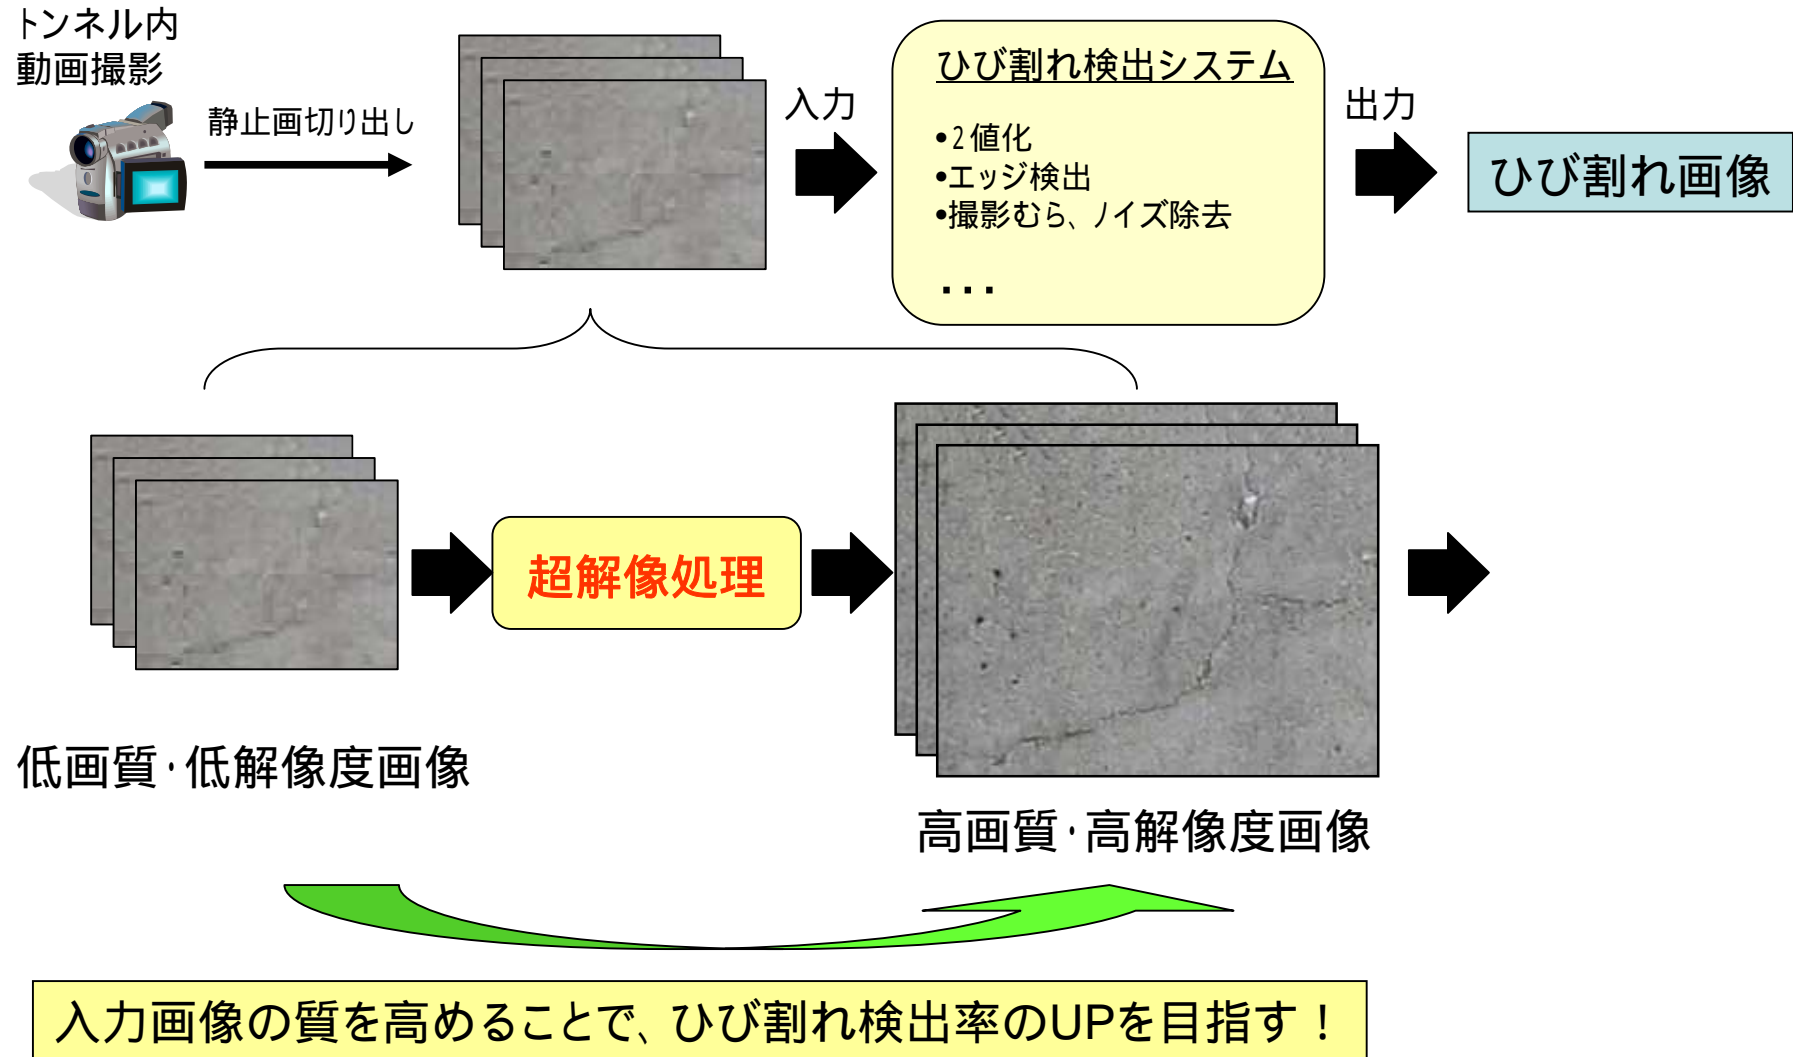 トンネル内
動画撮影
静止画切り出し
入力
ひび割れ検出システム
•2値化
•エッジ検出
•撮影むら、ノイズ除去
・・・
出力
ひび割れ画像
超解像処理
低画質・低解像度画像
高画質・高解像度画像
入力画像の質を高めることで、ひび割れ検出率のUPを目指す！